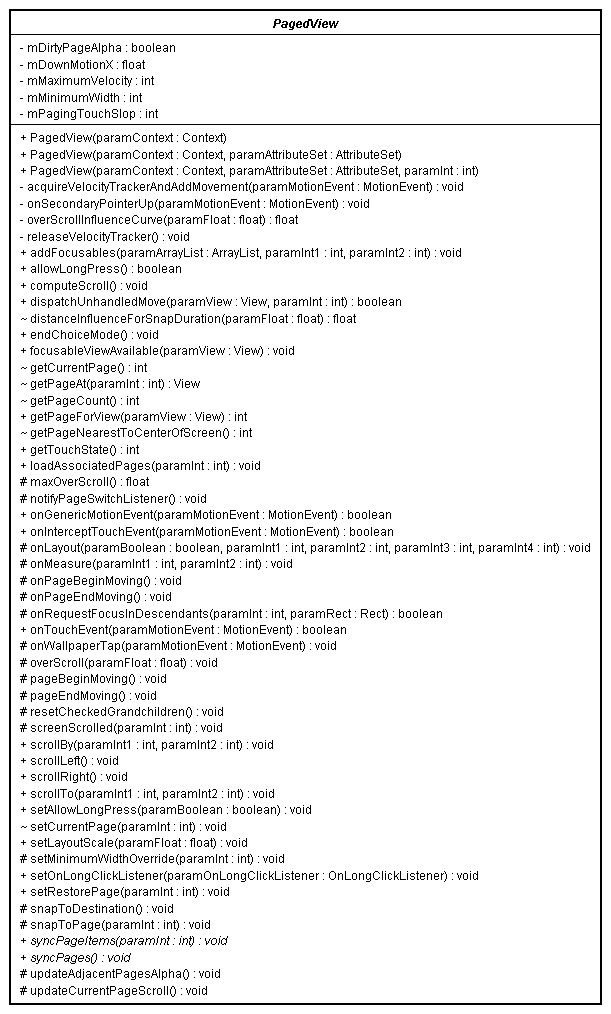 PagedView
- mDirtyPageAlpha : boolean
- mDownMotionX : float
- mMaximumVelocity : int
- mMinimumWidth : int
- mPagingTouchSlop : int
+ PagedView(paramContext : Context)
+ PagedView(paramContext : Context, paramAttributeSet : AttributeSet)
+ PagedView(paramContext : Context, paramAttributeSet : AttributeSet, paramInt : int)
- acquireVelocityTrackerAndAddMovement(paramMotionEvent : MotionEvent) : void
- onSecondaryPointerUp(paramMotionEvent : MotionEvent) : void
- overScrollInfluenceCurve(paramFloat : float) : float
- releaseVelocityTracker() : void
+ addFocusables(paramArrayList : ArrayList, paramInt1 : int, paramInt2 : int) : void
+ allowLongPress() : boolean
+ computeScroll() : void
+ dispatchUnhandledMove(paramView : View, paramInt : int) : boolean
~ distanceInfluenceForSnapDuration(paramFloat : float) : float
+ endChoiceMode() : void
+ focusableViewAvailable(paramView : View) : void
~ getCurrentPage() : int
~ getPageAt(paramInt : int) : View
~ getPageCount() : int
+ getPageForView(paramView : View) : int
~ getPageNearestToCenterOfScreen() : int
+ getTouchState() : int
+ loadAssociatedPages(paramInt : int) : void
# maxOverScroll() : float
# notifyPageSwitchListener() : void
+ onGenericMotionEvent(paramMotionEvent : MotionEvent) : boolean
+ onInterceptTouchEvent(paramMotionEvent : MotionEvent) : boolean
# onLayout(paramBoolean : boolean, paramInt1 : int, paramInt2 : int, paramInt3 : int, paramInt4 : int) : void
# onMeasure(paramInt1 : int, paramInt2 : int) : void
# onPageBeginMoving() : void
# onPageEndMoving() : void
# onRequestFocusInDescendants(paramInt : int, paramRect : Rect) : boolean
+ onTouchEvent(paramMotionEvent : MotionEvent) : boolean
# onWallpaperTap(paramMotionEvent : MotionEvent) : void
# overScroll(paramFloat : float) : void
# pageBeginMoving() : void
# pageEndMoving() : void
# resetCheckedGrandchildren() : void
# screenScrolled(paramInt : int) : void
+ scrollBy(paramInt1 : int, paramInt2 : int) : void
+ scrollLeft() : void
+ scrollRight() : void
+ scrollTo(paramInt1 : int, paramInt2 : int) : void
+ setAllowLongPress(paramBoolean : boolean) : void
~ setCurrentPage(paramInt : int) : void
+ setLayoutScale(paramFloat : float) : void
# setMinimumWidthOverride(paramInt : int) : void
+ setOnLongClickListener(paramOnLongClickListener : OnLongClickListener) : void
+ setRestorePage(paramInt : int) : void
# snapToDestination() : void
# snapToPage(paramInt : int) : void
+ syncPageItems(paramInt : int) : void
+ syncPages() : void
# updateAdjacentPagesAlpha() : void
# updateCurrentPageScroll() : void